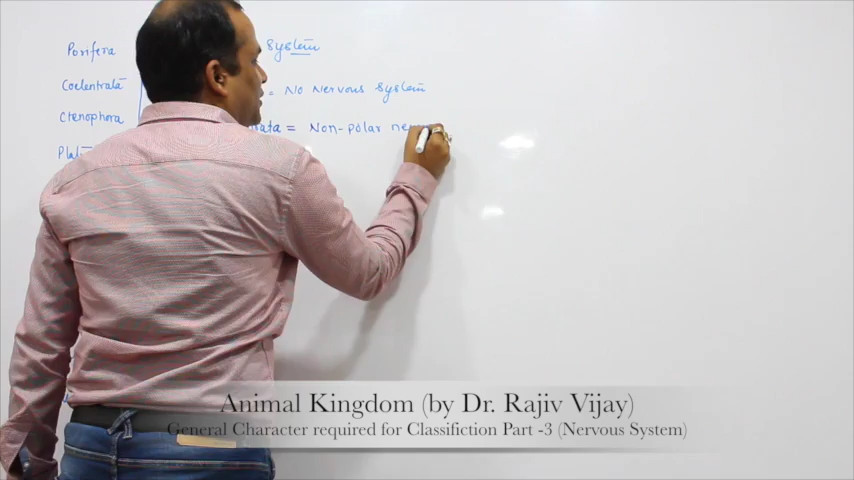 Porifera
system
Coelentratā
= No Nervous system
Ctenophora
= Non-polar
Animal Kingdom (by Dr. Rajiv Vijay)
General Character required for Classifiction Part -3 (Nervous System)